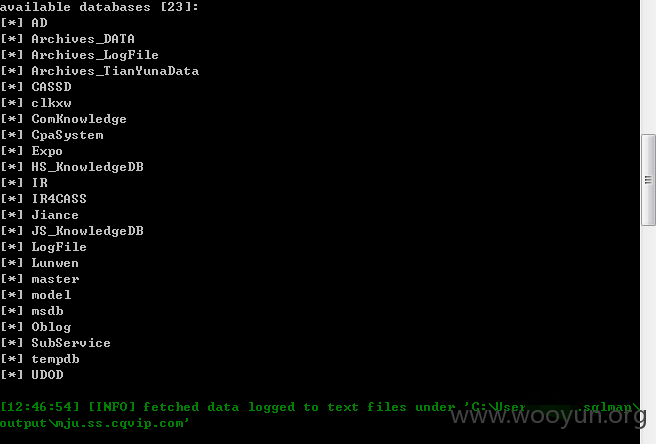 available databases [23]:
[*] AD
[*] Archives_DATA
[*] Archives_LogFile
[*] Archives_TianYunaData
[*] CASSD
[*] clkxw
[*] ComKnowledge
[*] CpaSystem
[*] Expo
[*] HS_KnowledgeDB
[*] IR
[*] IR4CASS
[*] Jiance
[*] JS_KnowledgeDB
[*] LogFile
[*] Lunwen
[*] master
[*] model
[*] msdb
[*] Oblog
[*] SubService
[*] tempdb
[*] UDOD
[12:46:54] [INFO] fetched data logged to text files under 'C:\User .sqlmap\
output\mju.ss.cqvip.com'
www.wooyun.org